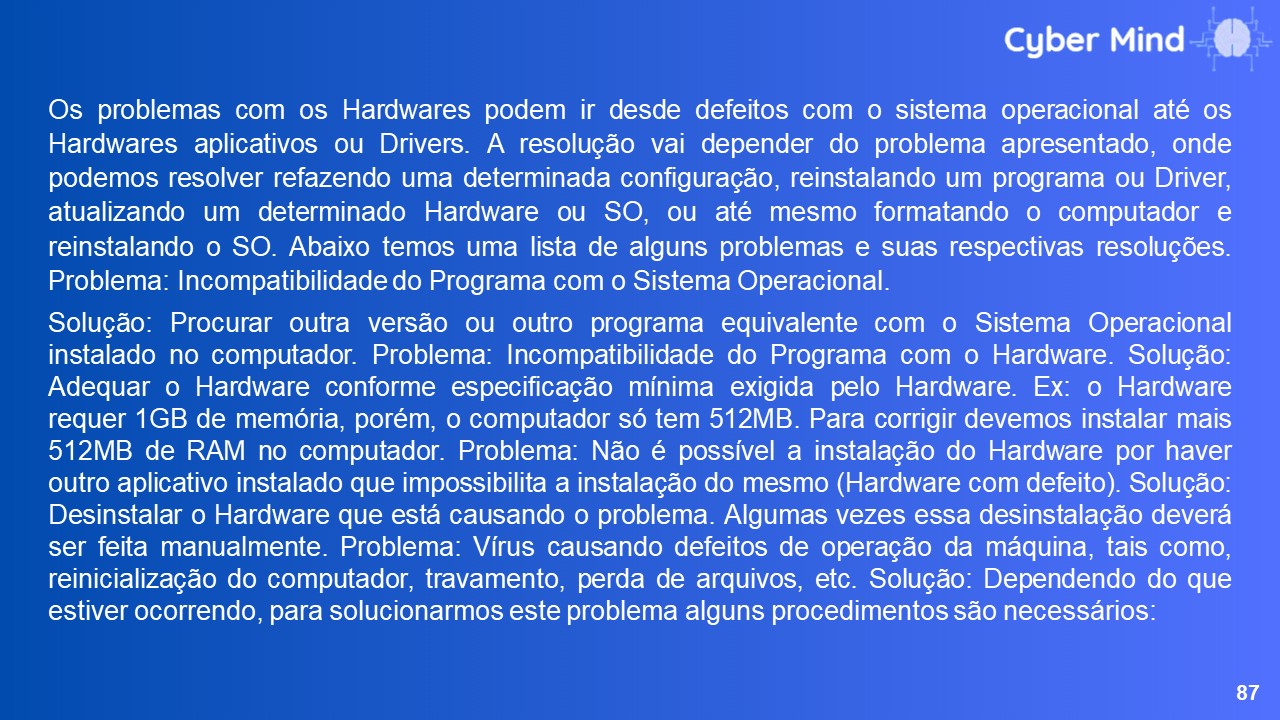 Cyber Mind
Os problemas com os Hardwares podem ir desde defeitos com o sistema operacional até os
Hardwares aplicativos ou Drivers. A resolução vai depender do problema apresentado, onde
podemos resolver refazendo uma determinada configuração, reinstalando um programa ou Driver,
atualizando um determinado Hardware ou SO, ou até mesmo formatando o computador e
reinstalando o SO. Abaixo temos uma lista de alguns problemas e suas respectivas resoluções.
Problema: Incompatibilidade do Programa com o Sistema Operacional.
Solução: Procurar outra versão ou outro programa equivalente com o Sistema Operacional
instalado no computador. Problema: Incompatibilidade do Programa com o Hardware. Solução:
Adequar o Hardware conforme especificação mínima exigida pelo Hardware. Ex: o Hardware
requer 1GB de memória, porém, o computador só tem 512MB. Para corrigir devemos instalar mais
512MB de RAM no computador. Problema: Não é possível a instalação do Hardware por haver
outro aplicativo instalado que impossibilita a instalação do mesmo (Hardware com defeito). Solução:
Desinstalar o Hardware que está causando o problema. Algumas vezes essa desinstalação deverá
ser feita manualmente. Problema: Vírus causando defeitos de operação da máquina, tais como,
reinicialização do computador, travamento, perda de arquivos, etc. Solução: Dependendo do que
estiver ocorrendo, para solucionarmos este problema alguns procedimentos são necessários:
87